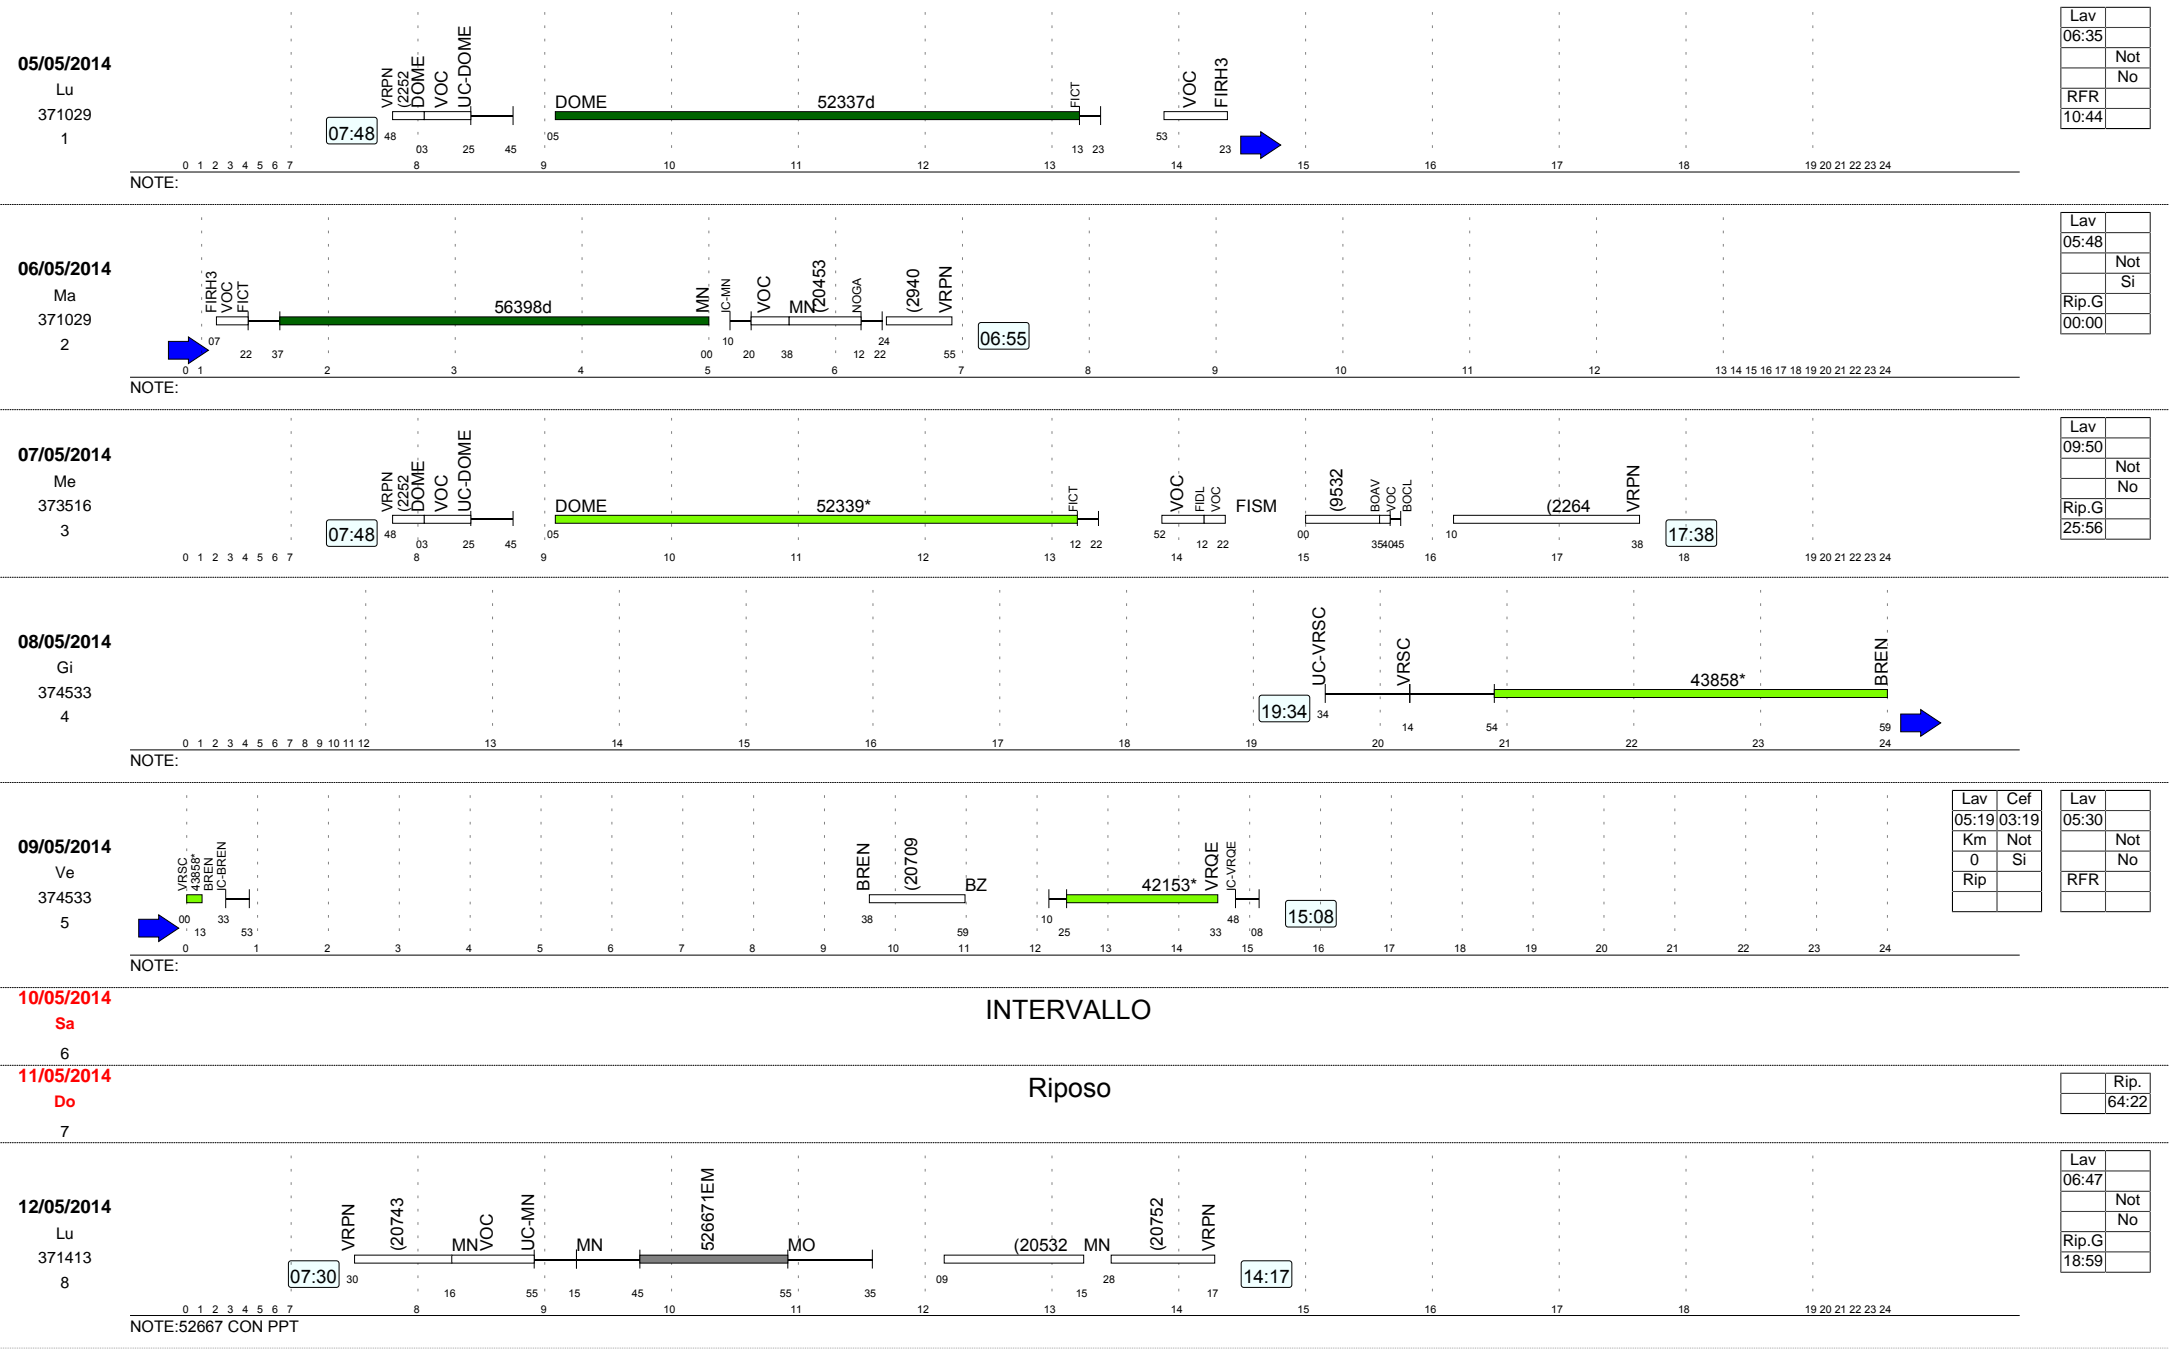 05/05/2014
Lu
371029
1
07:48
VRPN
(2252
DOME
VOC
UC-DOME
DOME
52337d
FICT
VOC
FIRH3
48 03 25 45 05 13 23 53 23
0 1 2 3 4 5 6 7 8 9 10 11 12 13 14 15 16 17 18 19 20 21 22 23 24
NOTE:
Lav
06:35
Not
No
RFR
10:44
06/05/2014
Ma
371029
2
FIRH3
VOC
FICT
56398d
MN
IC-MN
VOC
MN
(20453
NOGA
(2940
VRPN
06:55
07 22 37 00 10 20 38 12 22 24 55
0 1 2 3 4 5 6 7 8 9 10 11 12 13 14 15 16 17 18 19 20 21 22 23 24
NOTE:
Lav
05:48
Not
Si
Rip.G
00:00
07/05/2014
Me
373516
3
07:48
VRPN
(2252
DOME
VOC
UC-DOME
DOME
52339*
FICT
VOC
FIDL
VOC
FISM
(9532
BOAV
VOC
BOCL
(2264
VRPN
17:38
48 03 25 45 05 12 22 52 12 22 00 35 40 45 10 38
0 1 2 3 4 5 6 7 8 9 10 11 12 13 14 15 16 17 18 19 20 21 22 23 24
Lav
09:50
Not
No
Rip.G
25:56
08/05/2014
Gi
374533
4
19:34
UC-VRSC
VRSC
43858*
BREN
34 14 54 59
0 1 2 3 4 5 6 7 8 9 10 11 12 13 14 15 16 17 18 19 20 21 22 23 24
NOTE:
09/05/2014
Ve
374533
5
VRSC
43858*
BREN
IC-BREN
BREN
(20709
BZ
42153*
VRQE
IC-VRQE
15:08
00 13 33 53 38 59 10 25 33 48 08
0 1 2 3 4 5 6 7 8 9 10 11 12 13 14 15 16 17 18 19 20 21 22 23 24
NOTE:
Lav Cef
05:19 03:19
Km Not
0 Si
Rip
Lav
05:30
Not
No
RFR
10/05/2014
Sa
6
INTERVALLO
11/05/2014
Do
7
Riposo
Rip.
64:22
12/05/2014
Lu
371413
8
07:30
VRPN
(20743
MN
VOC
UC-MN
MN
526671EM
MO
(20532
MN
(20752
VRPN
14:17
30 16 55 15 45 55 35 09 15 28 17
0 1 2 3 4 5 6 7 8 9 10 11 12 13 14 15 16 17 18 19 20 21 22 23 24
NOTE:52667 CON PPT
Lav
06:47
Not
No
Rip.G
18:59